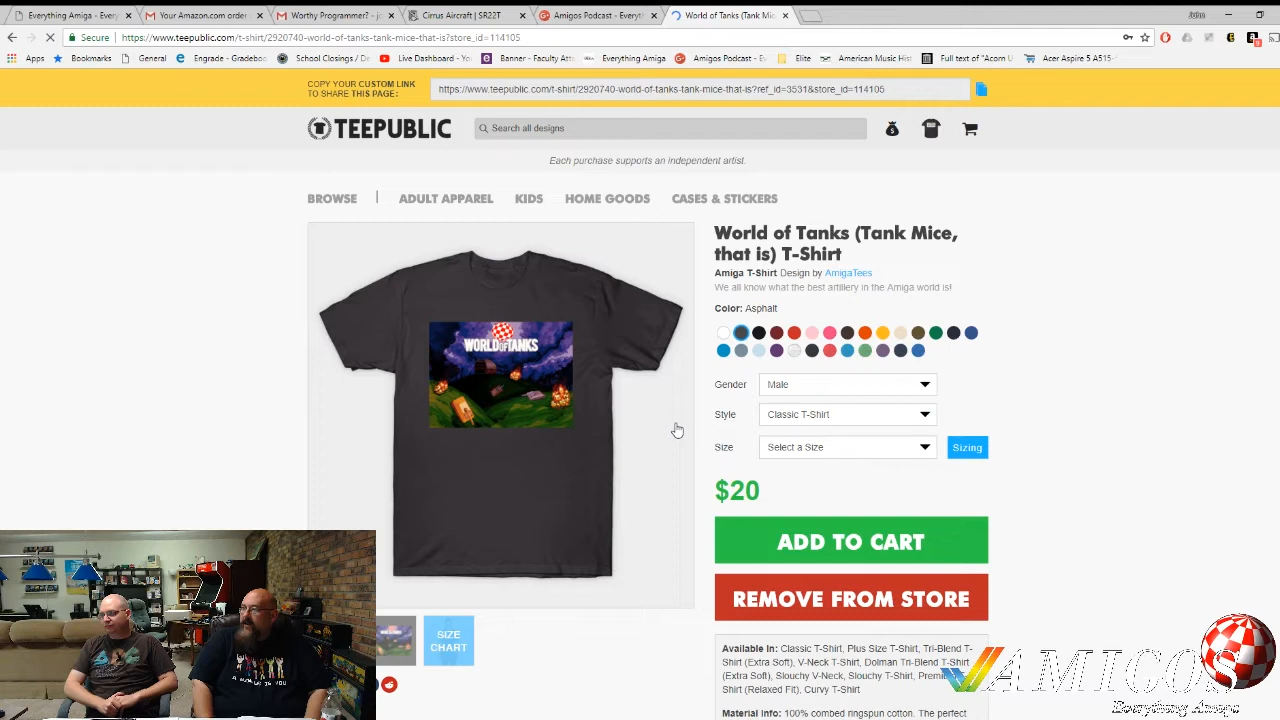 Everything Amiga - Every
Your Amazon.com order
Worthy Programmer? - j
Cirrus Aircraft | SR22T
Amigos Podcast - Everyt
World of Tanks (Tank Mic
John
Secure
https://www.teepublic.com/t-shirt/2920740-world-of-tanks-tank-mice-that-is?store_id=114105
Apps
Bookmarks
General
Engrade - Gradeboo
School Closings / De
Live Dashboard - You
Banner - Faculty Atte
Everything Amiga
Amigos Podcast - Ev
Elite
American Music Hist
Full text of "Acorn U
Acer Aspire 5 A515-
COPY YOUR CUSTOM LINK
TO SHARE THIS PAGE:
https://www.teepublic.com/t-shirt/2920740-world-of-tanks-tank-mice-that-is?ref_id=3531&store_id=114105
TEEPUBLIC
Search all designs
Each purchase supports an independent artist.
BROWSE
ADULT APPAREL
KIDS
HOME GOODS
CASES & STICKERS
WORLD OF TANKS
World of Tanks (Tank Mice,
that is) T-Shirt
Amiga T-Shirt Design by AmigaTees
We all know what the best artillery in the Amiga world is!
Color: Asphalt
Gender Male
Style Classic T-Shirt
Size Select a Size Sizing
$20
ADD TO CART
REMOVE FROM STORE
SIZE
CHART
Available In: Classic T-Shirt, Plus Size T-Shirt, Tri-Blend T-
Shirt (Extra Soft), V-Neck T-Shirt, Dolman Tri-Blend T-Shirt
(Extra Soft), Slouchy V-Neck, Slouchy T-Shirt, Premi
Shirt (Relaxed Fit), Curvy T-Shirt
Material Info: 100% combed ringspun cotton. The perfect
AMIGOS
Everything Amiga